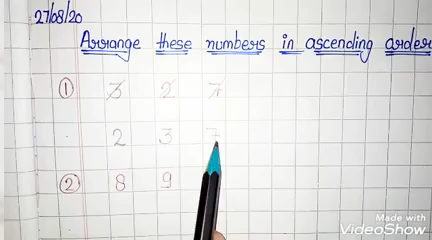 27/08/20
Arrange these numbers in ascending arder
① 3 2 7
2 3 7
② 8 9
Made With
VideoShow